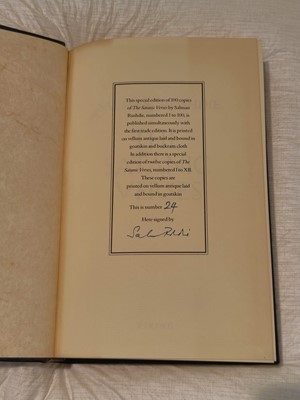 This special edition of 100 copies
of The Satanic Verses by Salman
Rushdie, numbered 1 to 100, is
published simultaneously with
the first trade edition. It is printed
on vellum antique laid and bound in
goatskin and buckram cloth
In addition there is a special
edition of twelve copies of The
Satanic Verses, numbered I to XII
These copies are
printed on vellum antique laid
and bound in goatskin
This is number 24
Here signed by